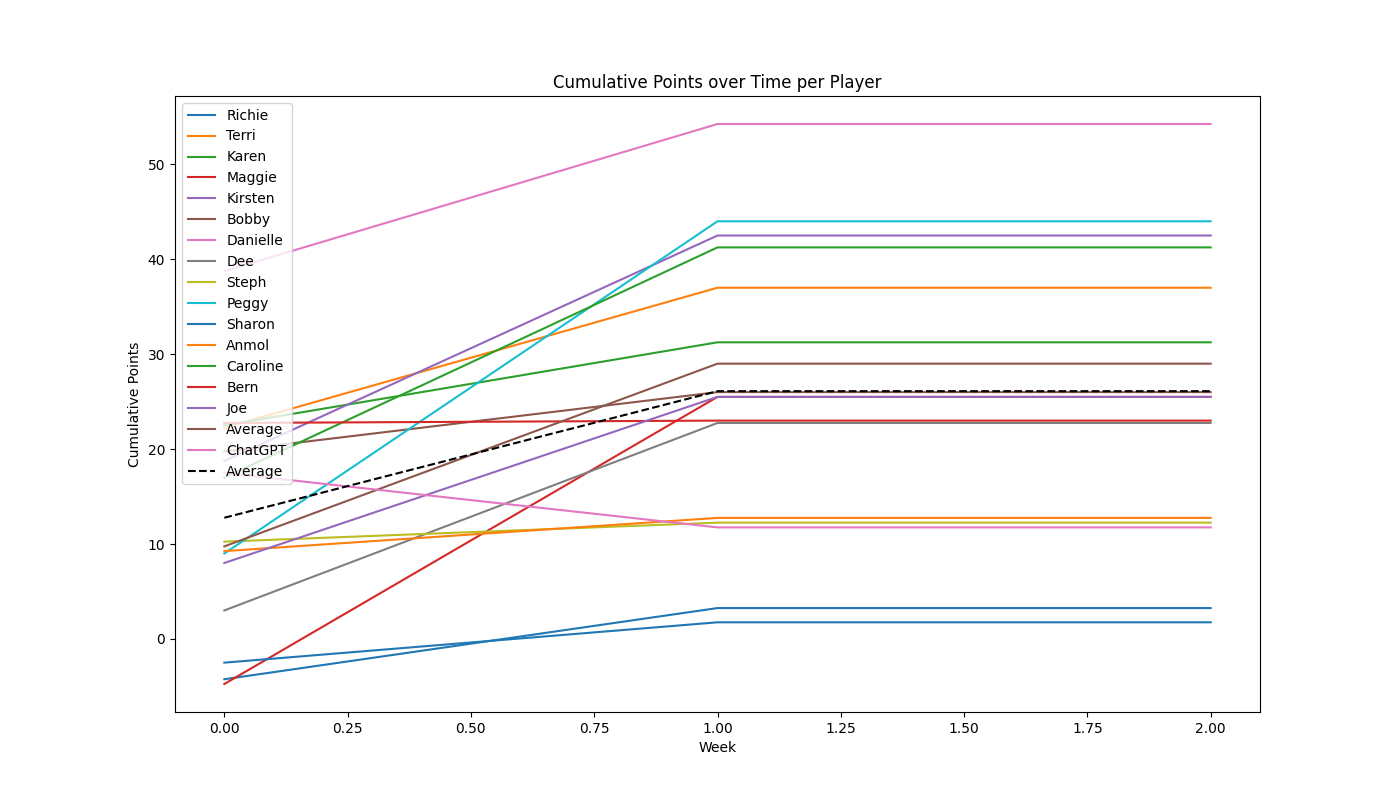 Cumulative Points over Time per Player
Richie
Terri
Karen
Maggie
Kirsten
Bobby
Danielle
Dee
Steph
Peggy
Sharon
Anmol
Caroline
Bern
Joe
Average
ChatGPT
Average
Cumulative Points
50
40
30
20
10
0
0.00 0.25 0.50 0.75 1.00 1.25 1.50 1.75 2.00
Week